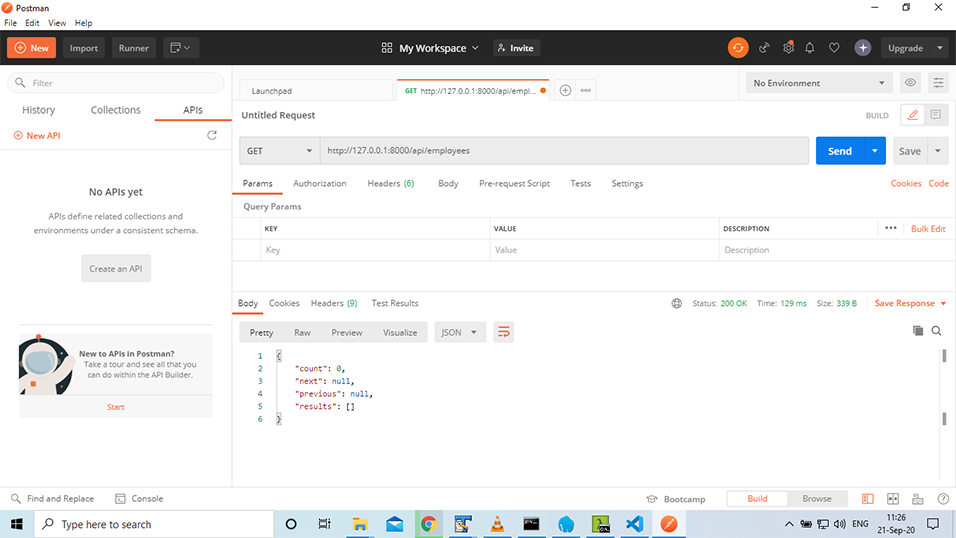 Postman
File Edit View Help
New Import Runner My Workspace Invite Upgrade
Filter
History Collections APIs
New API
No APIs yet
APIs define related collections and
environments under a consistent schema.
Create an API
New to APIs in Postman?
Take a tour and see all that you
can do within the API Builder.
Start
Launchpad GET http://127.0.0.1:8000/api/empl... No Environment
Untitled Request BUILD
GET http://127.0.0.1:8000/api/employees Send Save
Params Authorization Headers (6) Body Pre-request Script Tests Settings Cookies Code
Query Params
KEY VALUE DESCRIPTION Bulk Edit
Key Value Description
Body Cookies Headers (9) Test Results Status: 200 OK Time: 129 ms Size: 339 B Save Response
Pretty Raw Preview Visualize JSON
1 {
2 "count": 0,
3 "next": null,
4 "previous": null,
5 "results": []
6 }
Find and Replace Console Bootcamp Build Browse
Type here to search ENG 11:26
21-Sep-20